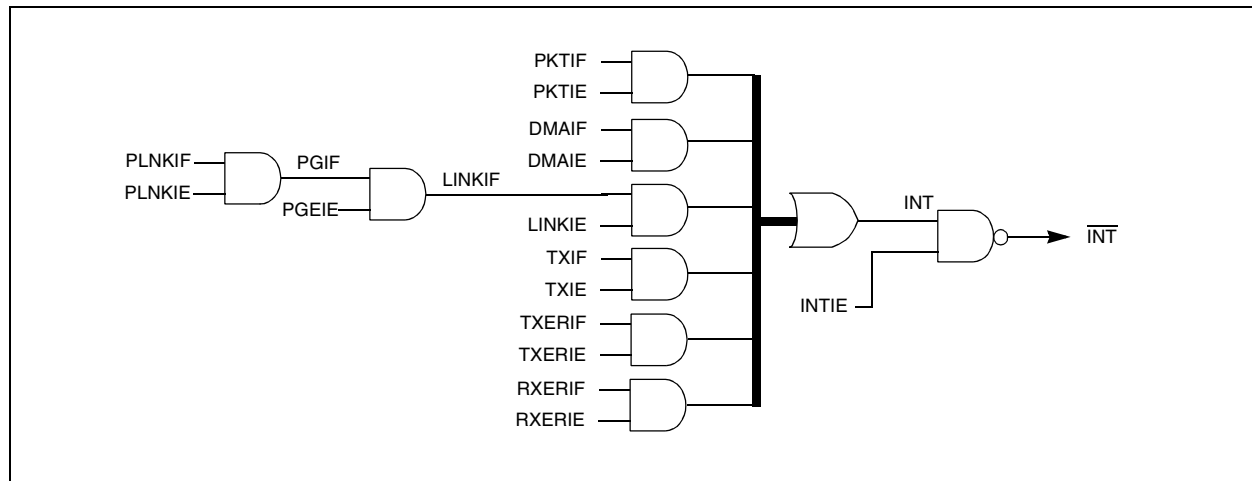 PKTIF
PKTIE
DMAIF
DMAIE
PLNKIF
PLNKIE
PGIF
PGEIE
LINKIF
LINKIE
TXIF
TXIE
TXERIF
TXERIE
RXERIF
RXERIE
INT
INTIE
INT